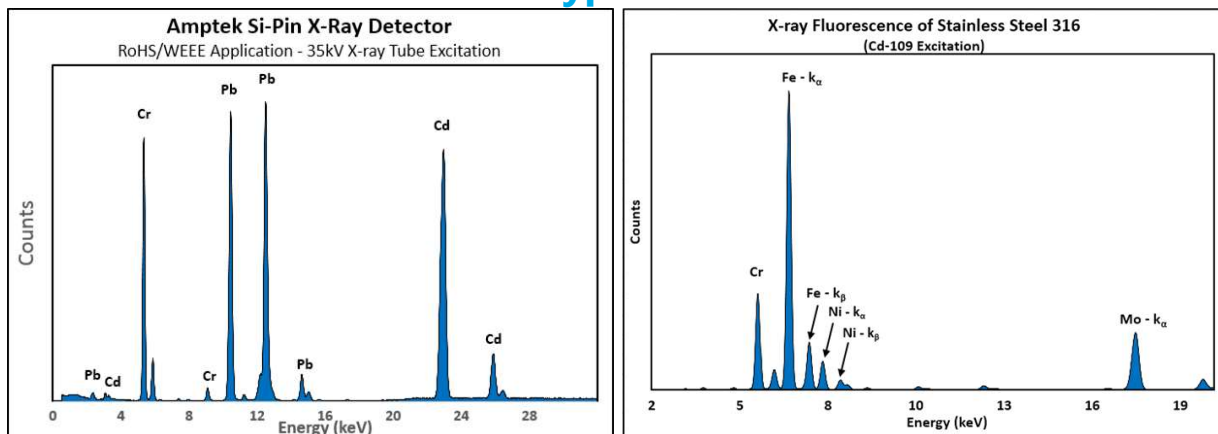 Amptek Si-Pin X-Ray Detector
RoHS/WEEE Application - 35kV X-ray Tube Excitation
Counts
Cr
Pb
Pb
Cd
Pb
Cd
Cr
Pb
Cd
0 4 8 12 16 20 24 28
Energy (keV)
X-ray Fluorescence of Stainless Steel 316
(Cd-109 Excitation)
Counts
Fe - kα
Cr
Fe - kβ
Ni - kα
Ni - kβ
Mo - kα
2 5 8 10 13 16 19
Energy (keV)